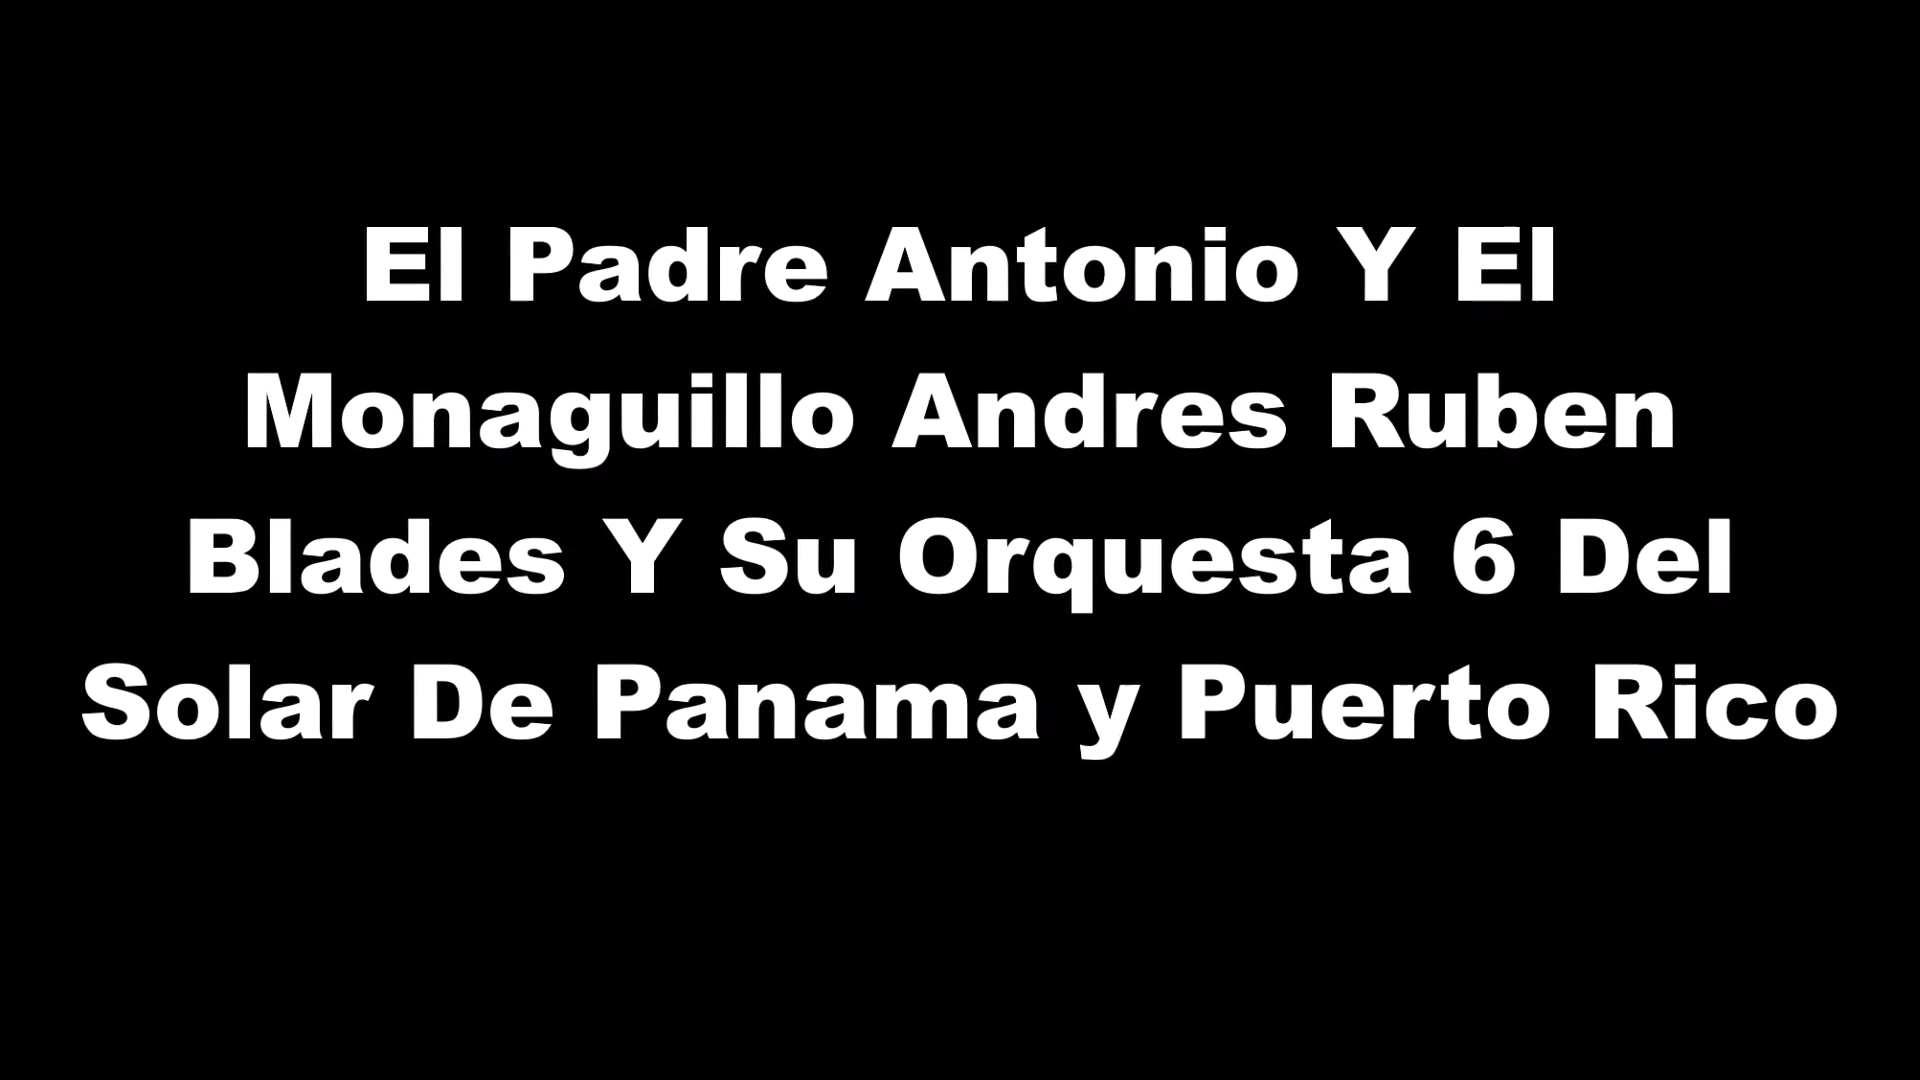 El Padre Antonio Y El
Monaguillo Andres Ruben
Blades Y Su Orquesta 6 Del
Solar De Panama y Puerto Rico